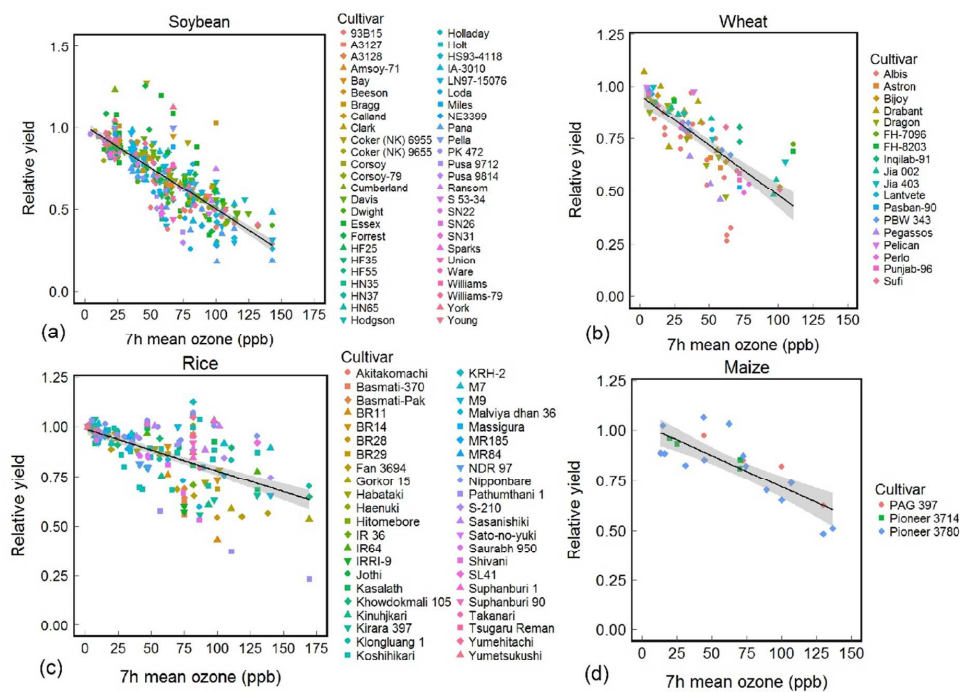 Soybean
1.5
1.0
0.5
0.0
Relative yield
0 25 50 75 100 125 150 175
7h mean ozone (ppb)
(a)
Cultivar
93B15
A3127
A3128
Amsoy-71
Bay
Beeson
Bragg
Calland
Clark
Coker (NK) 6955
Coker (NK) 9655
Corsoy
Corsoy-79
Cumberland
Davis
Dwight
Essex
Forrest
HF25
HF35
HF55
HN35
HN37
HN65
Hodgson
Holladay
Holt
HS93-4118
IA-3010
LN97-15076
Loda
Miles
NE3399
Pana
Pella
PK 472
Pusa 9712
Pusa 9814
Ransom
S 53-34
SN22
SN26
SN31
Sparks
Union
Ware
Williams
Williams-79
York
Young
Wheat
1.25
1.00
0.75
0.50
0.25
0.00
Relative yield
0 25 50 75 100 125 150
7h mean ozone (ppb)
(b)
Cultivar
Albis
Astron
Bijoy
Drabant
Dragon
FH-7096
FH-8203
Inqilab-91
Jia 002
Jia 403
Lantvete
Pasban-90
PBW 343
Pegassos
Pelican
Perlo
Punjab-96
Sufi
Rice
1.25
1.00
0.75
0.50
0.25
0.00
Relative yield
0 25 50 75 100 125 150 175
7h mean ozone (ppb)
(c)
Cultivar
Akitakomachi
Basmati-370
Basmati-Pak
BR11
BR14
BR28
BR29
Fan 3694
Gorkor 15
Habataki
Haenuki
Hitomebore
IR 36
IR64
IRRI-9
Jothi
Kasalath
Khowdokmali 105
Kinuhjkari
Kirara 397
Klongluang 1
Koshihikari
KRH-2
M7
M9
Malviya dhan 36
Massigura
MR185
MR84
NDR 97
Nipponbare
Pathumthani 1
S-210
Sasanishiki
Sato-no-yuki
Saurabh 950
Shivani
SL41
Suphanburi 1
Suphanburi 90
Takanari
Tsugaru Reman
Yumehitachi
Yumetsukushi
Maize
1.25
1.00
0.75
0.50
0.25
0.00
Relative yield
0 25 50 75 100 125 150
7h mean ozone (ppb)
(d)
Cultivar
PAG 397
Pioneer 3714
Pioneer 3780